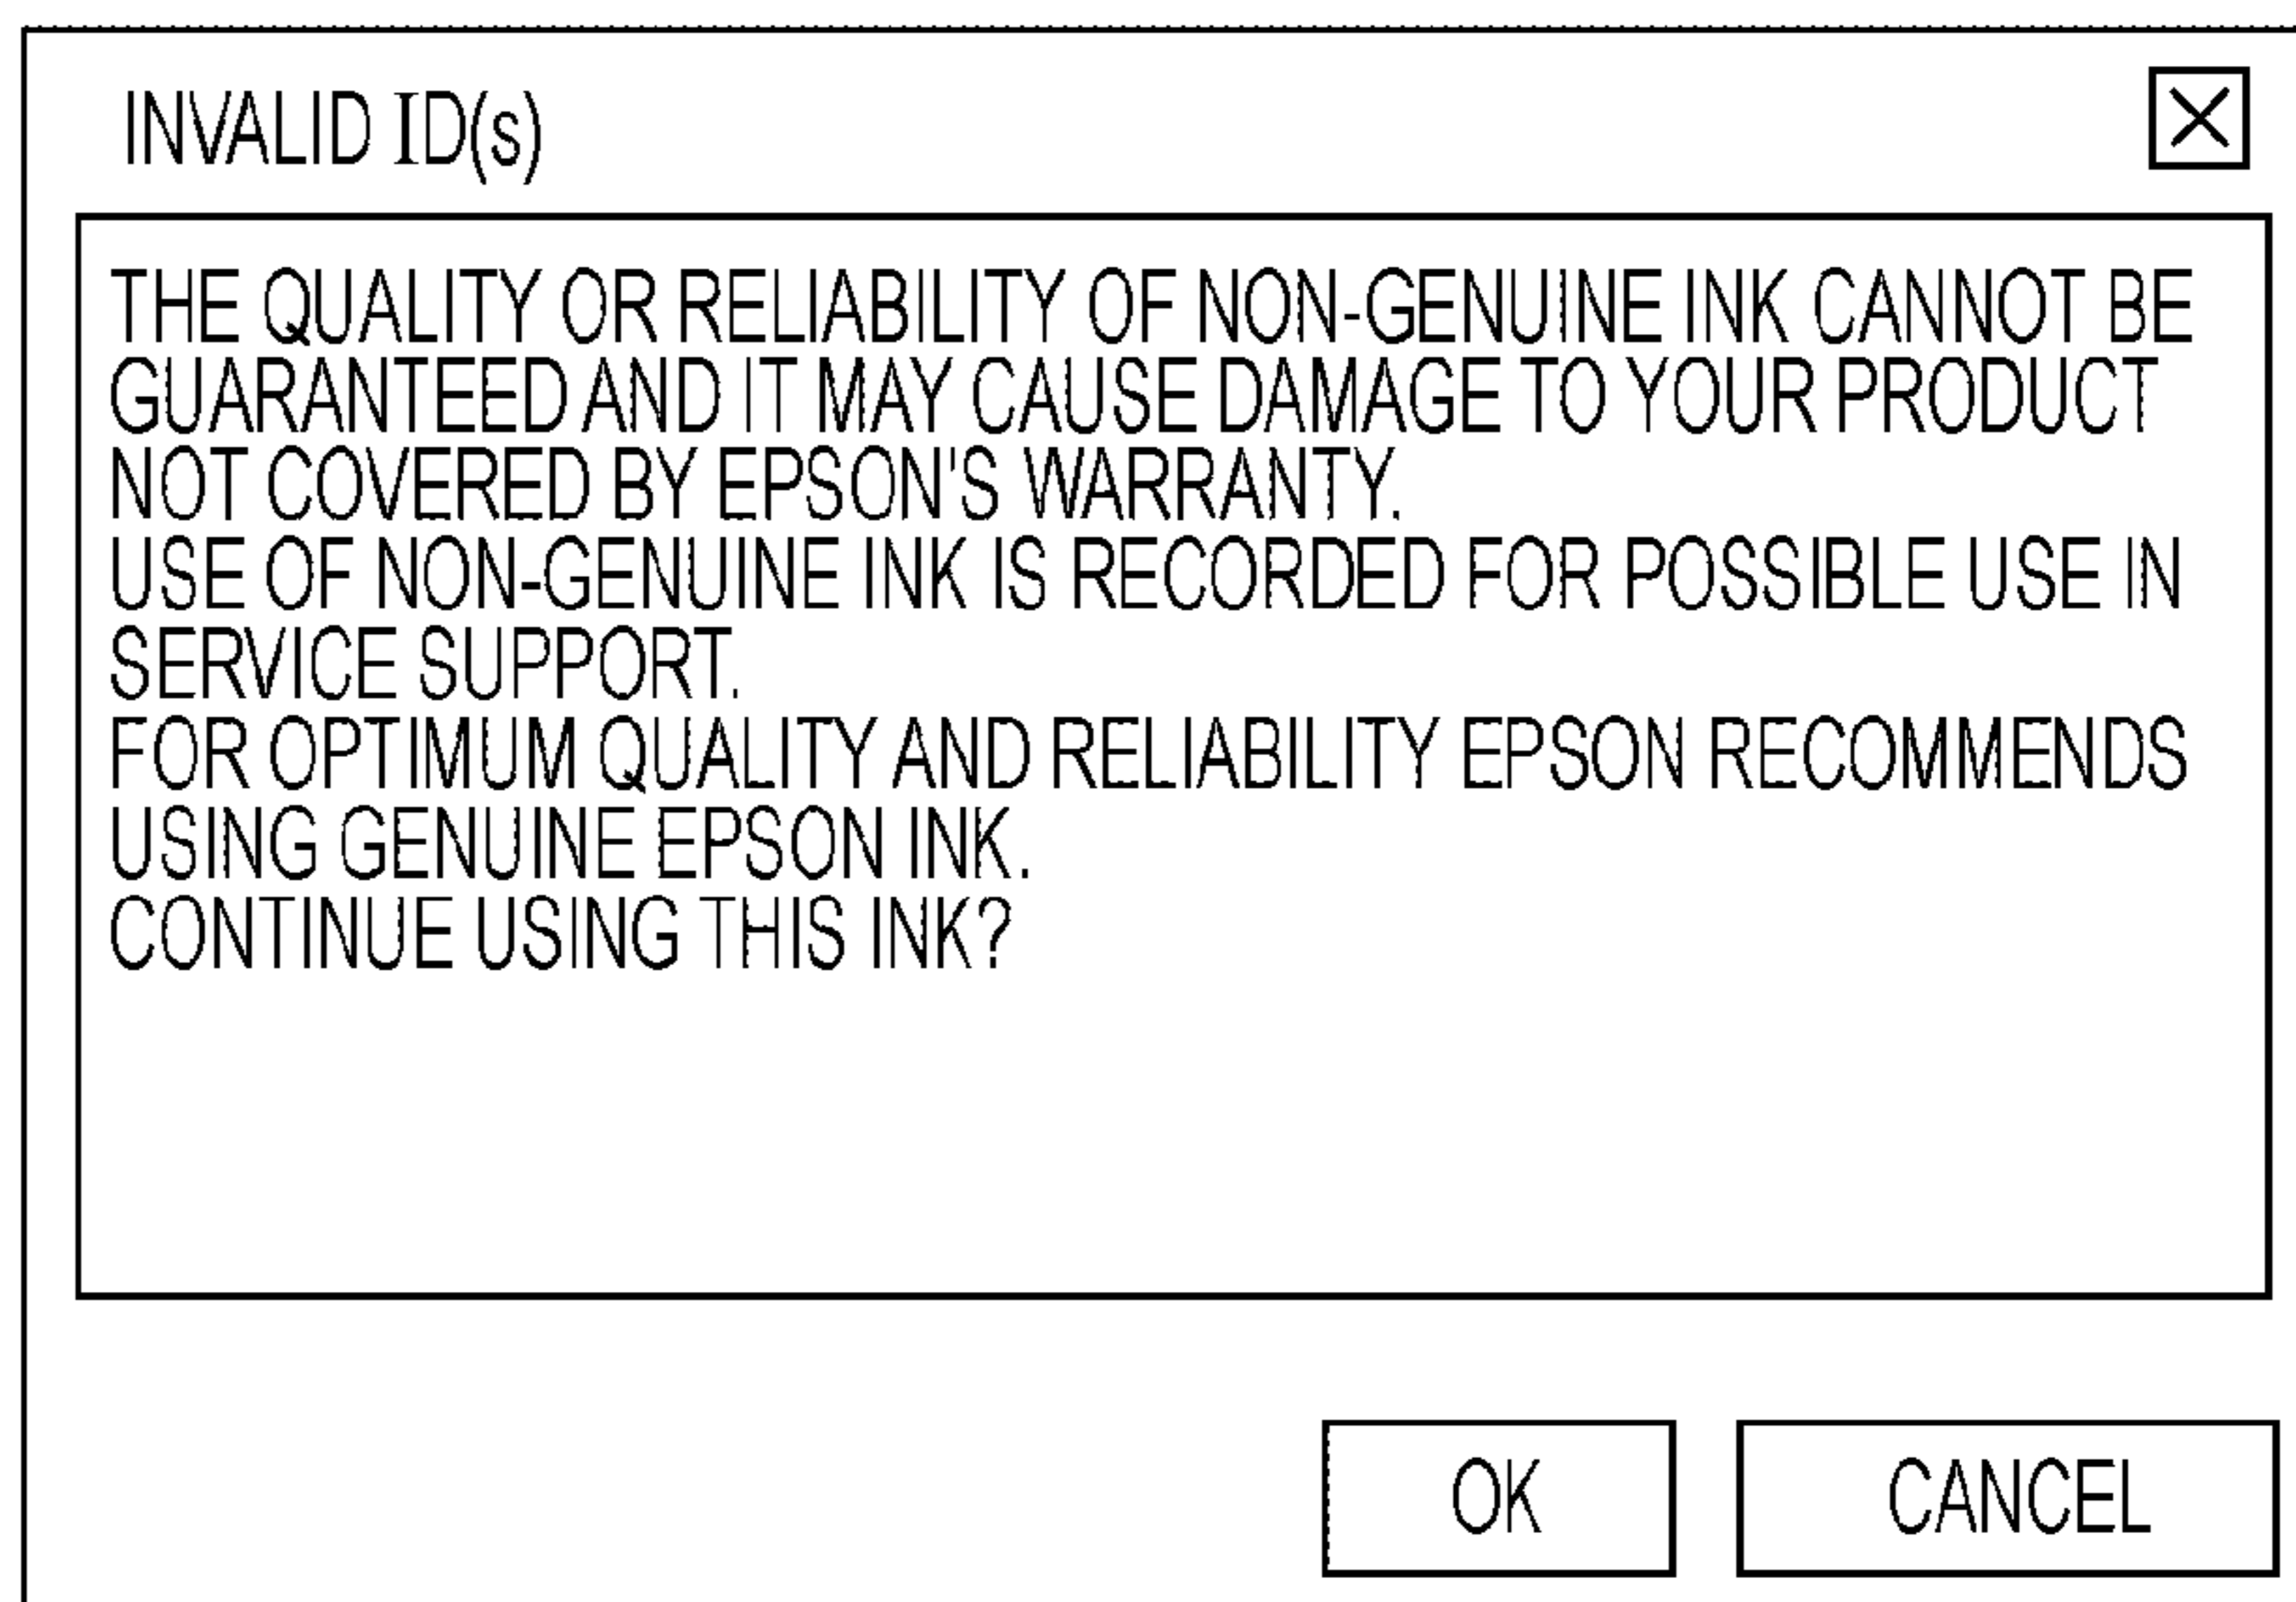 INVALID ID(s)
THE QUALITY OR RELIABILITY OF NON-GENUINE INK CANNOT BE
GUARANTEED AND IT MAY CAUSE DAMAGE TO YOUR PRODUCT
NOT COVERED BY EPSON'S WARRANTY.
USE OF NON-GENUINE INK IS RECORDED FOR POSSIBLE USE IN
SERVICE SUPPORT.
FOR OPTIMUM QUALITY AND RELIABILITY EPSON RECOMMENDS
USING GENUINE EPSON INK.
CONTINUE USING THIS INK?
OK
CANCEL